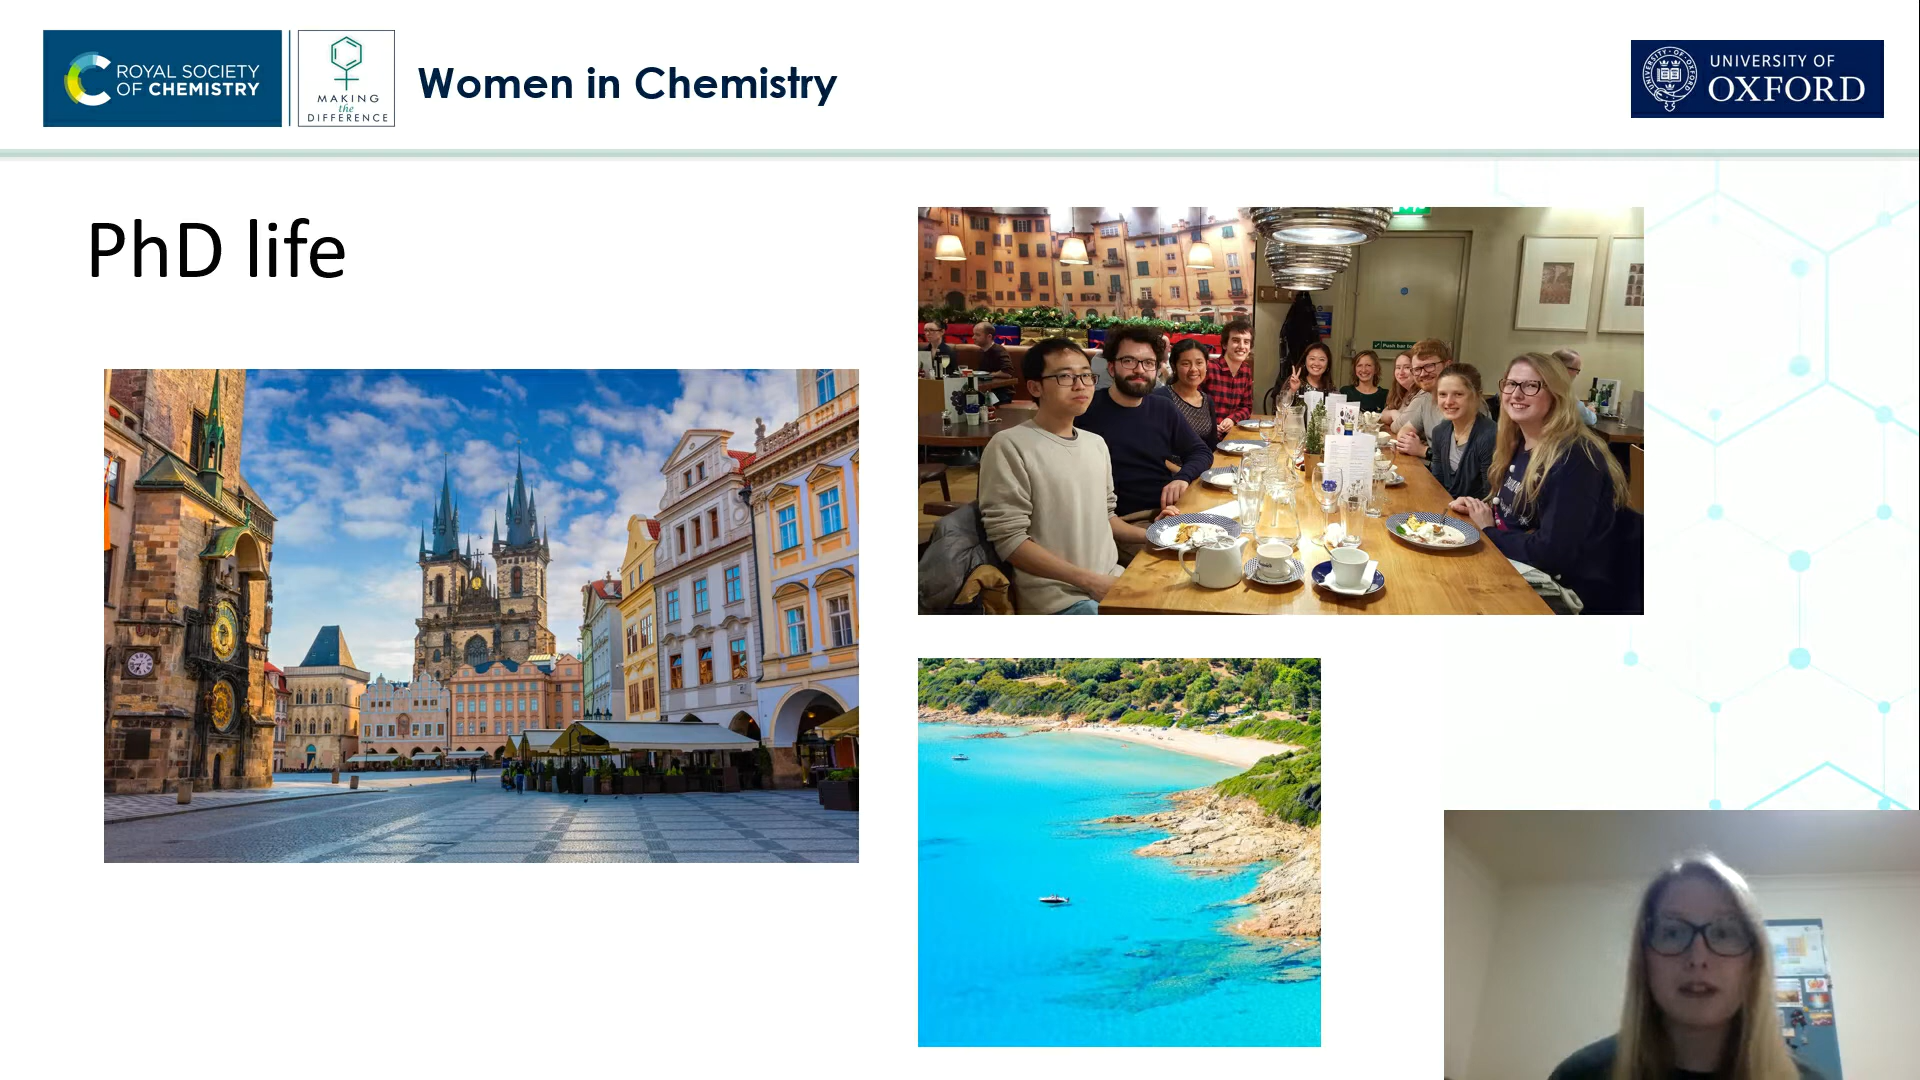 ROYAL SOCIETY
OF CHEMISTRY
MAKING
the
DIFFERENCE
Women in Chemistry
UNIVERSITY OF
OXFORD
PhD life